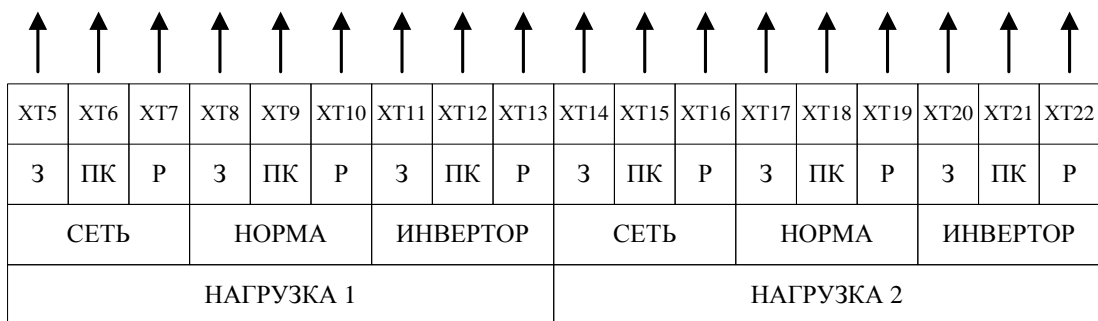 XT5 XT6 XT7 XT8 XT9 XT10 XT11 XT12 XT13 XT14 XT15 XT16 XT17 XT18 XT19 XT20 XT21 XT22
З ПК Р З ПК Р З ПК Р З ПК Р З ПК Р З ПК Р
СЕТЬ НОРМА ИНВЕРТОР СЕТЬ НОРМА ИНВЕРТОР
НАГРУЗКА 1 НАГРУЗКА 2